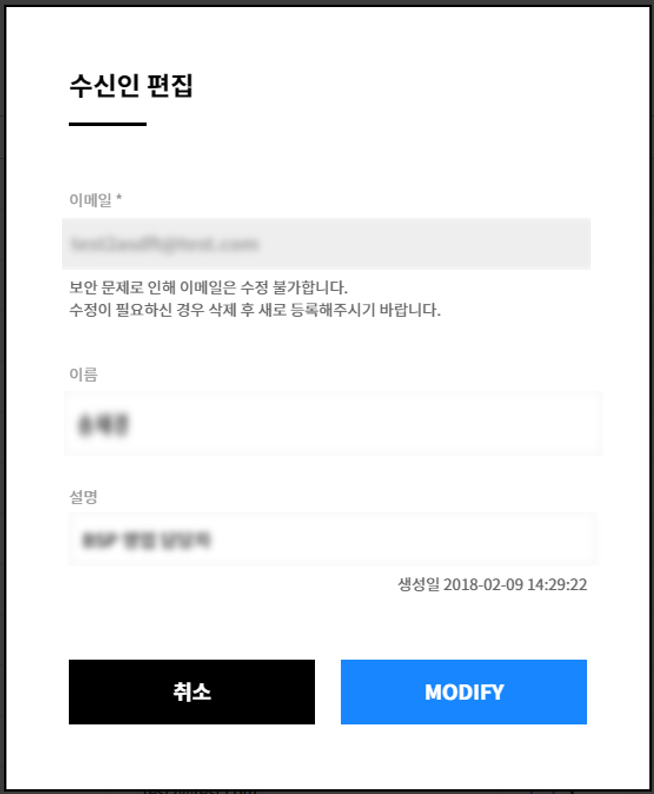 수신인 편집
이메일 *
보안 문제로 인해 이메일은 수정 불가합니다.
수정이 필요하신 경우 삭제 후 새로 등록해주시기 바랍니다.
이름
설명
생성일 2018-02-09 14:29:22
취소
MODIFY